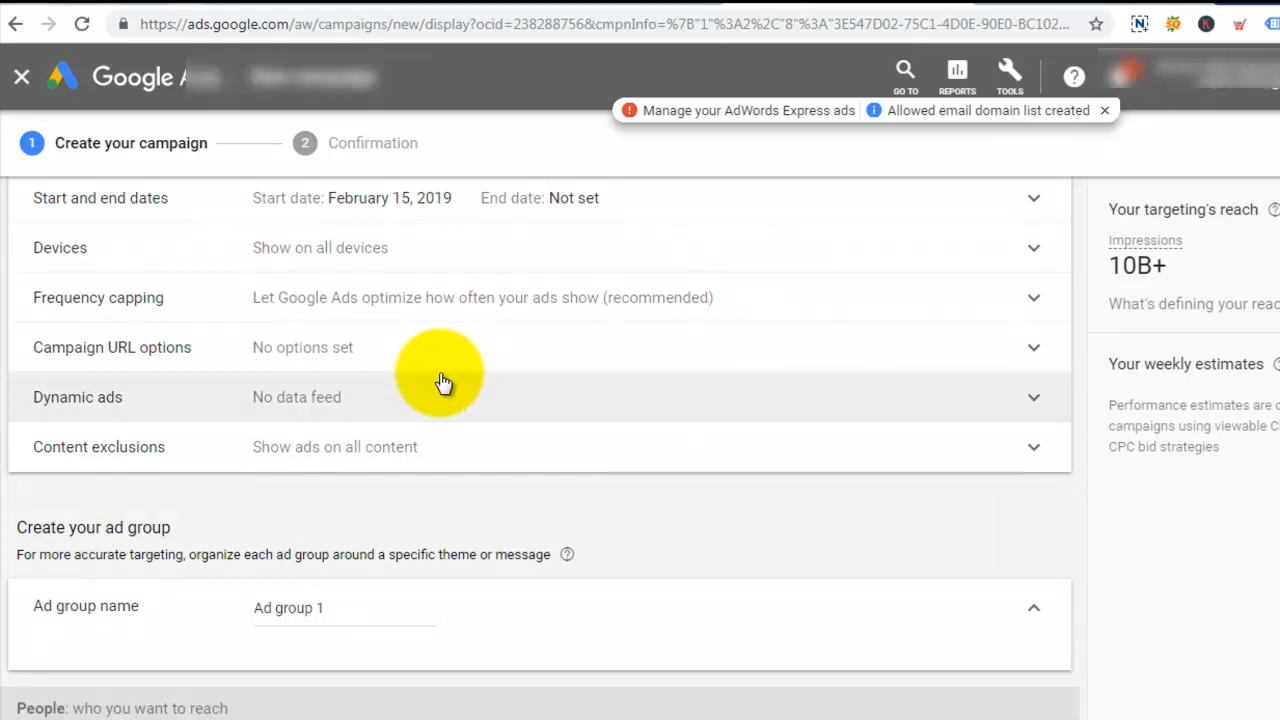 https://ads.google.com/aw/campaigns/new/display?ocid=238288756&cmpnInfo=%7B"1"%3A2%2C"8"%3A"3E547D02-75C1-4D0E-90E0-BC102...
Google
GO TO REPORTS TOOLS
Manage your AdWords Express ads Allowed email domain list created
1 Create your campaign 2 Confirmation
Start and end dates Start date: February 15, 2019 End date: Not set
Your targeting's reach
Devices Show on all devices
Impressions
10B+
Frequency capping Let Google Ads optimize how often your ads show (recommended)
What's defining your reac
Campaign URL options No options set
Your weekly estimates
Dynamic ads No data feed
Performance estimates are c
campaigns using viewable C
CPC bid strategies
Content exclusions Show ads on all content
Create your ad group
For more accurate targeting, organize each ad group around a specific theme or message
Ad group name Ad group 1
People: who you want to reach